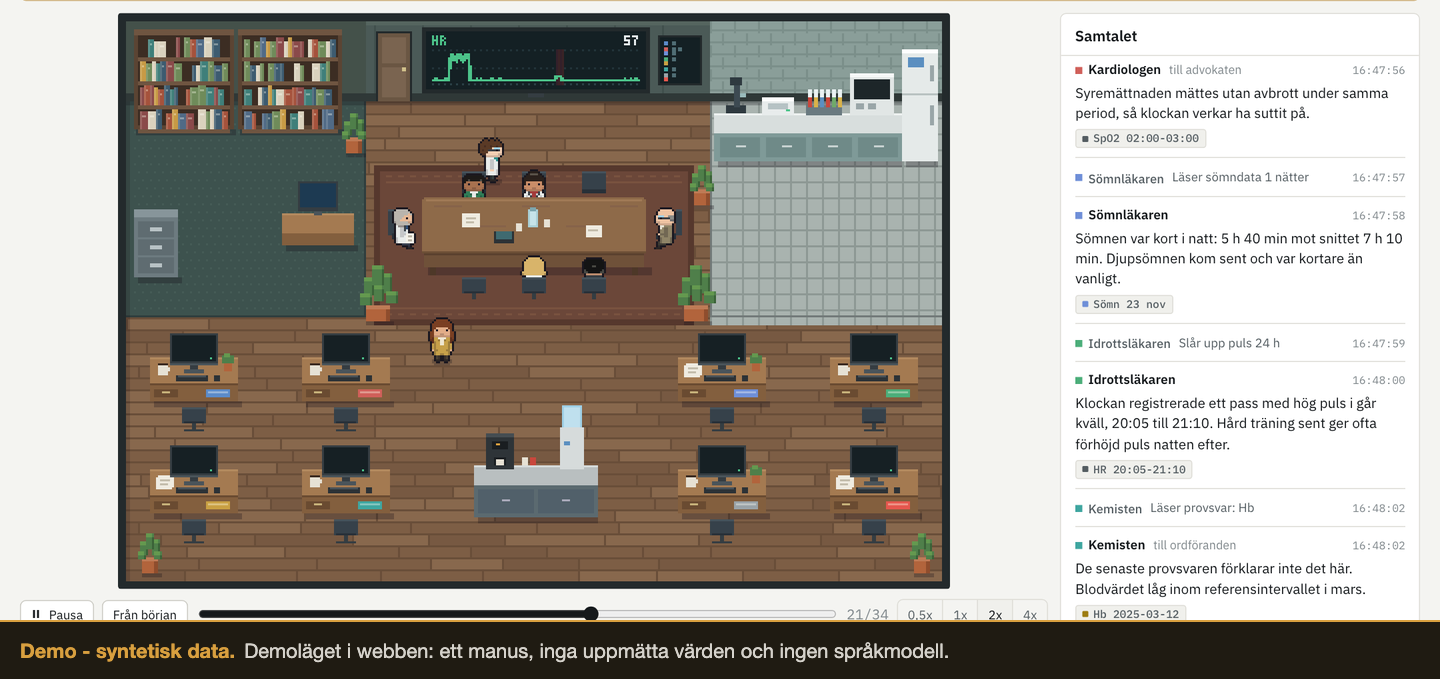 HR
57
Samtalet
Kardiologen till advokaten 16:47:56
Syremättnaden mättes utan avbrott under samma
period, så klockan verkar ha suttit på.
SpO2 02:00-03:00
Sömnläkaren Läser sömndata 1 nätter 16:47:57
Sömnläkaren 16:47:58
Sömnen var kort i natt: 5 h 40 min mot snittet 7 h 10
min. Djupsömnen kom sent och var kortare än
vanligt.
Sömn 23 nov
Idrottsläkaren Slår upp puls 24 h 16:47:59
Idrottsläkaren 16:48:00
Klockan registrerade ett pass med hög puls i går
kväll, 20:05 till 21:10. Hård träning sent ger ofta
förhöjd puls natten efter.
HR 20:05-21:10
Kemisten Läser provsvar: Hb 16:48:02
Kemisten till ordföranden 16:48:02
De senaste provsvaren förklarar inte det här.
Blodvärdet låg inom referensintervallet i mars.
Hb 2025-03-12
Pausa Från början 21/34 0.5x 1x 2x 4x
Demo - syntetisk data. Demoläget i webben: ett manus, inga uppmätta värden och ingen språkmodell.